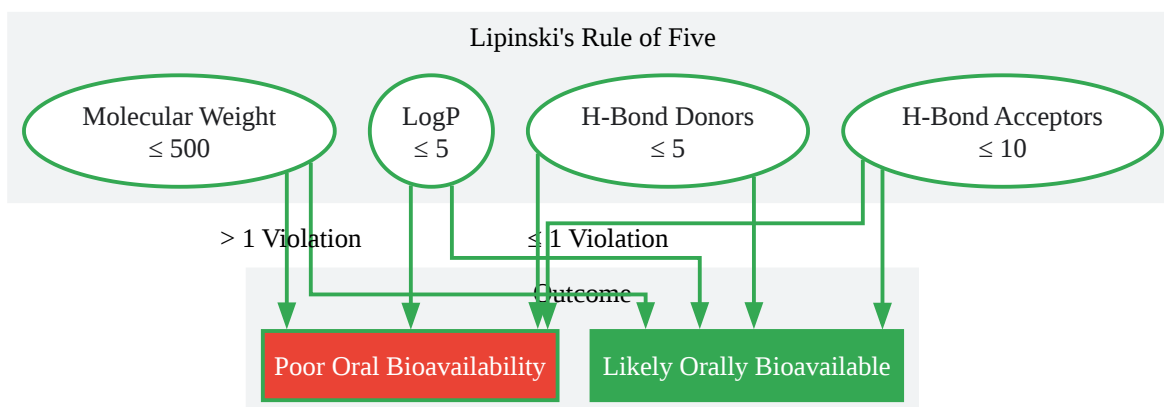 Lipinski's Rule of Five
Molecular Weight
≤ 500
LogP
≤ 5
H-Bond Donors
≤ 5
H-Bond Acceptors
≤ 10
> 1 Violation
≤ 1 Violation
Outcome
Poor Oral Bioavailability
Likely Orally Bioavailable